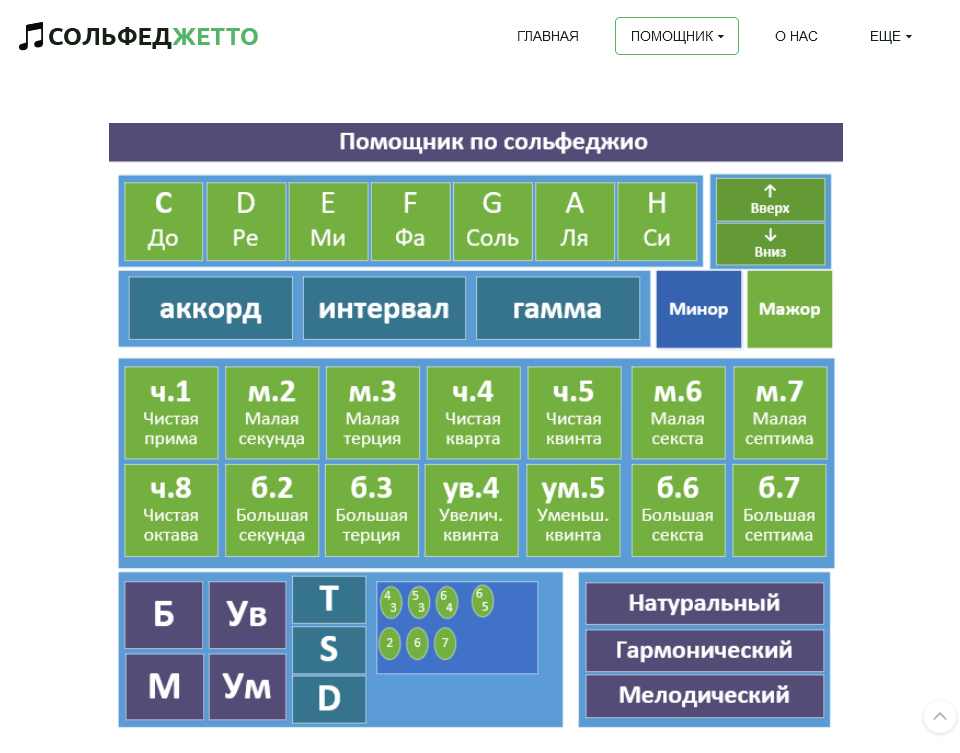 СОЛЬФЕДЖЕТТО
ГЛАВНАЯ ПОМОЩНИК О НАС ЕЩЕ
Помощник по сольфеджио
C D E F G A H
До Ре Ми Фа Соль Ля Си
↑
Вверх
↓
Вниз
аккорд интервал гамма Минор Мажор
ч.1 м.2 м.3 ч.4 ч.5 м.6 м.7
Чистая Малая Малая Чистая Чистая Малая Малая
прима секунда терция кварта квинта секста септима
ч.8 б.2 б.3 ув.4 ум.5 б.6 б.7
Чистая Большая Большая Увелич. Уменьш. Большая Большая
октава секунда терция квинта квинта секста септима
Б Ув
М Ум
T
S
D
4 3 5 3 6 4 6 5
2 6 7
Натуральный
Гармонический
Мелодический